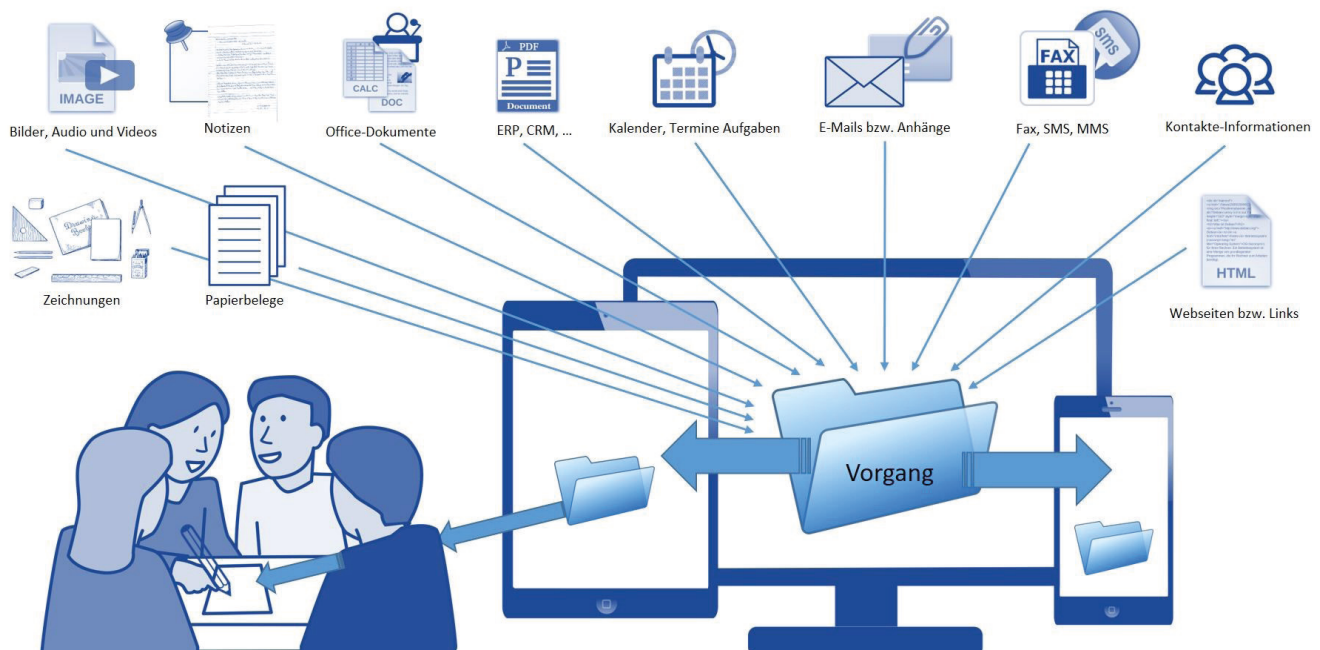 IMAGE
Bilder, Audio und Videos
Notizen
CALC
DOC
Office-Dokumente
PDF
P
Document
ERP, CRM, ...
Kalender, Termine Aufgaben
E-Mails bzw. Anhänge
FAX
sms
Fax, SMS, MMS
Kontakte-Informationen
Zeichnungen
Papierbelege
HTML
Webseiten bzw. Links
Vorgang